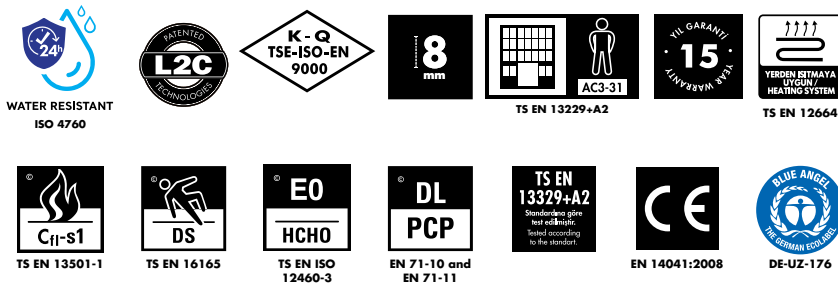 24h
WATER RESISTANT
ISO 4760
PATENTED
L2C
TECHNOLOGIES
K - Q
TSE-ISO-EN
9000
8
mm
AC3-31
TS EN 13229+A2
YIL GARANTİ
15
YEAR WARRANTY
YERDEN ISITMAYA
UYGUN /
HEATING SYSTEM
TS EN 12664
©
Cfl-s1
TS EN 13501-1
©
DS
TS EN 16165
©
E0
HCHO
TS EN ISO
12460-3
©
DL
PCP
EN 71-10 and
EN 71-11
TS EN
13329+A2
Standardına göre
test edilmiştir.
Tested according
to the standart.
CE
EN 14041:2008
BLUE ANGEL
THE GERMAN ECOLABEL
DE-UZ-176